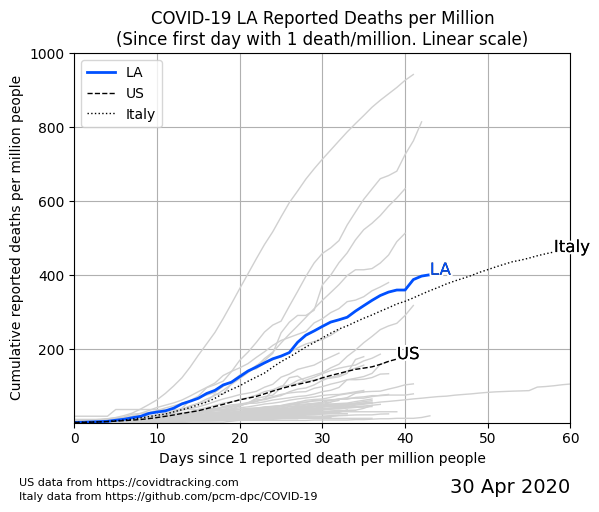 COVID-19 LA Reported Deaths per Million
(Since first day with 1 death/million. Linear scale)
1000
800
600
400
200
Cumulative reported deaths per million people
LA
US
Italy
Italy
LA
US
0
10
20
30
40
50
60
Days since 1 reported death per million people
US data from https://covidtracking.com
Italy data from https://github.com/pcm-dpc/COVID-19
30 Apr 2020